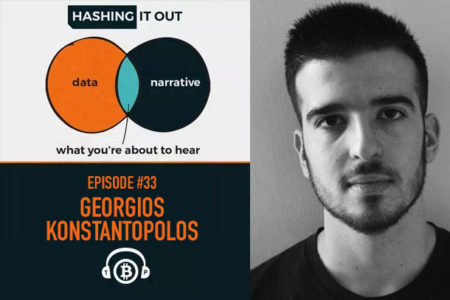 HASHING IT OUT
data
narrative
what you're about to hear
EPISODE #33
GEORGIOS
KONSTANTOPOLOS
T P